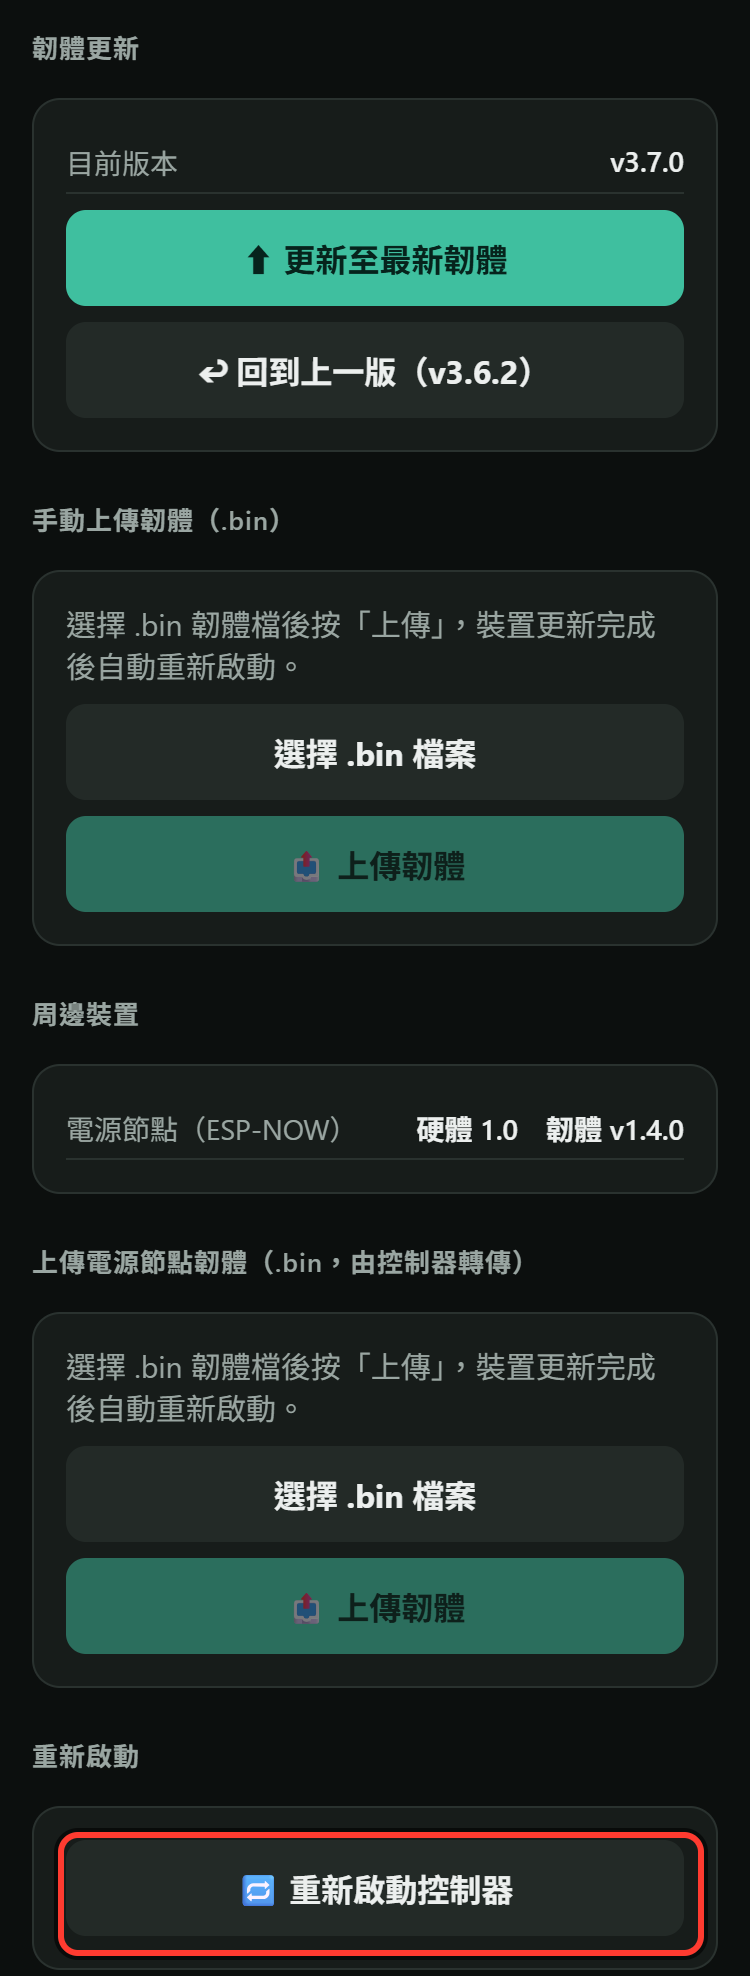 韌體更新
目前版本 v3.7.0
⬆ 更新至最新韌體
↩ 回到上一版（v3.6.2）
手動上傳韌體（.bin）
選擇 .bin 韌體檔後按「上傳」，裝置更新完成
後自動重新啟動。
選擇 .bin 檔案
📤 上傳韌體
周邊裝置
電源節點（ESP-NOW） 硬體 1.0 韌體 v1.4.0
上傳電源節點韌體（.bin，由控制器轉傳）
選擇 .bin 韌體檔後按「上傳」，裝置更新完成
後自動重新啟動。
選擇 .bin 檔案
📤 上傳韌體
重新啟動
🔁 重新啟動控制器